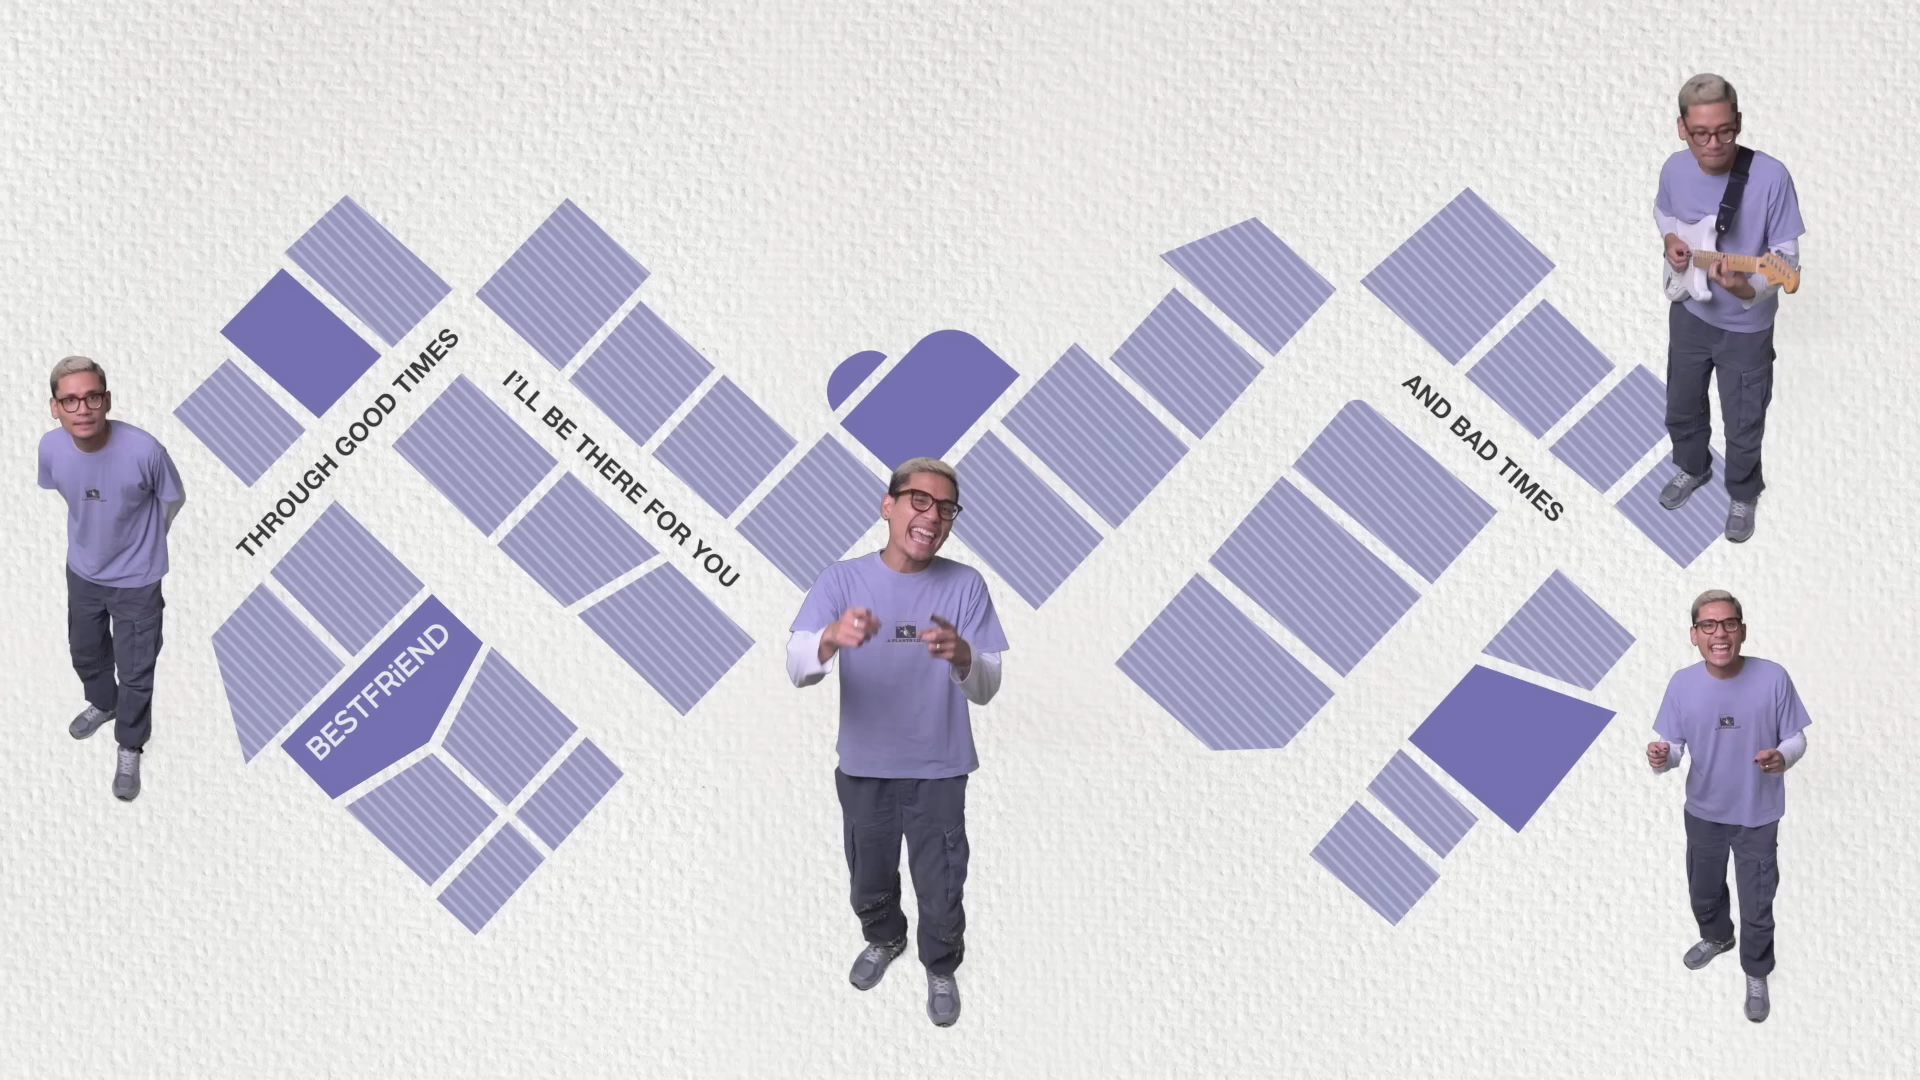 THROUGH GOOD TIMES
I'LL BE THERE FOR YOU
AND BAD TIMES
BESTFRiEND